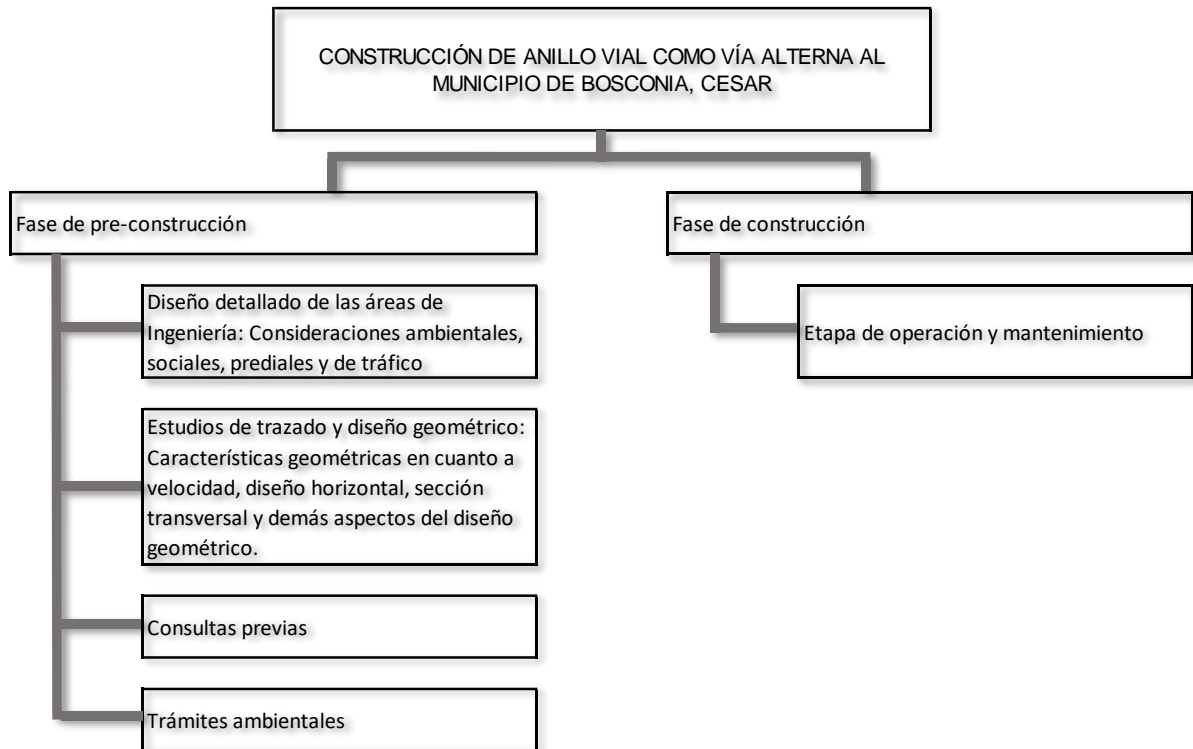 CONSTRUCCIÓN DE ANILLO VIAL COMO VÍA ALTERNA AL
MUNICIPIO DE BOSCONIA, CESAR
Fase de pre-construcción
Fase de construcción
Diseño detallado de las áreas de
Ingeniería: Consideraciones ambientales,
sociales, prediales y de tráfico
Etapa de operación y mantenimiento
Estudios de trazado y diseño geométrico:
Características geométricas en cuanto a
velocidad, diseño horizontal, sección
transversal y demás aspectos del diseño
geométrico.
Consultas previas
Trámites ambientales